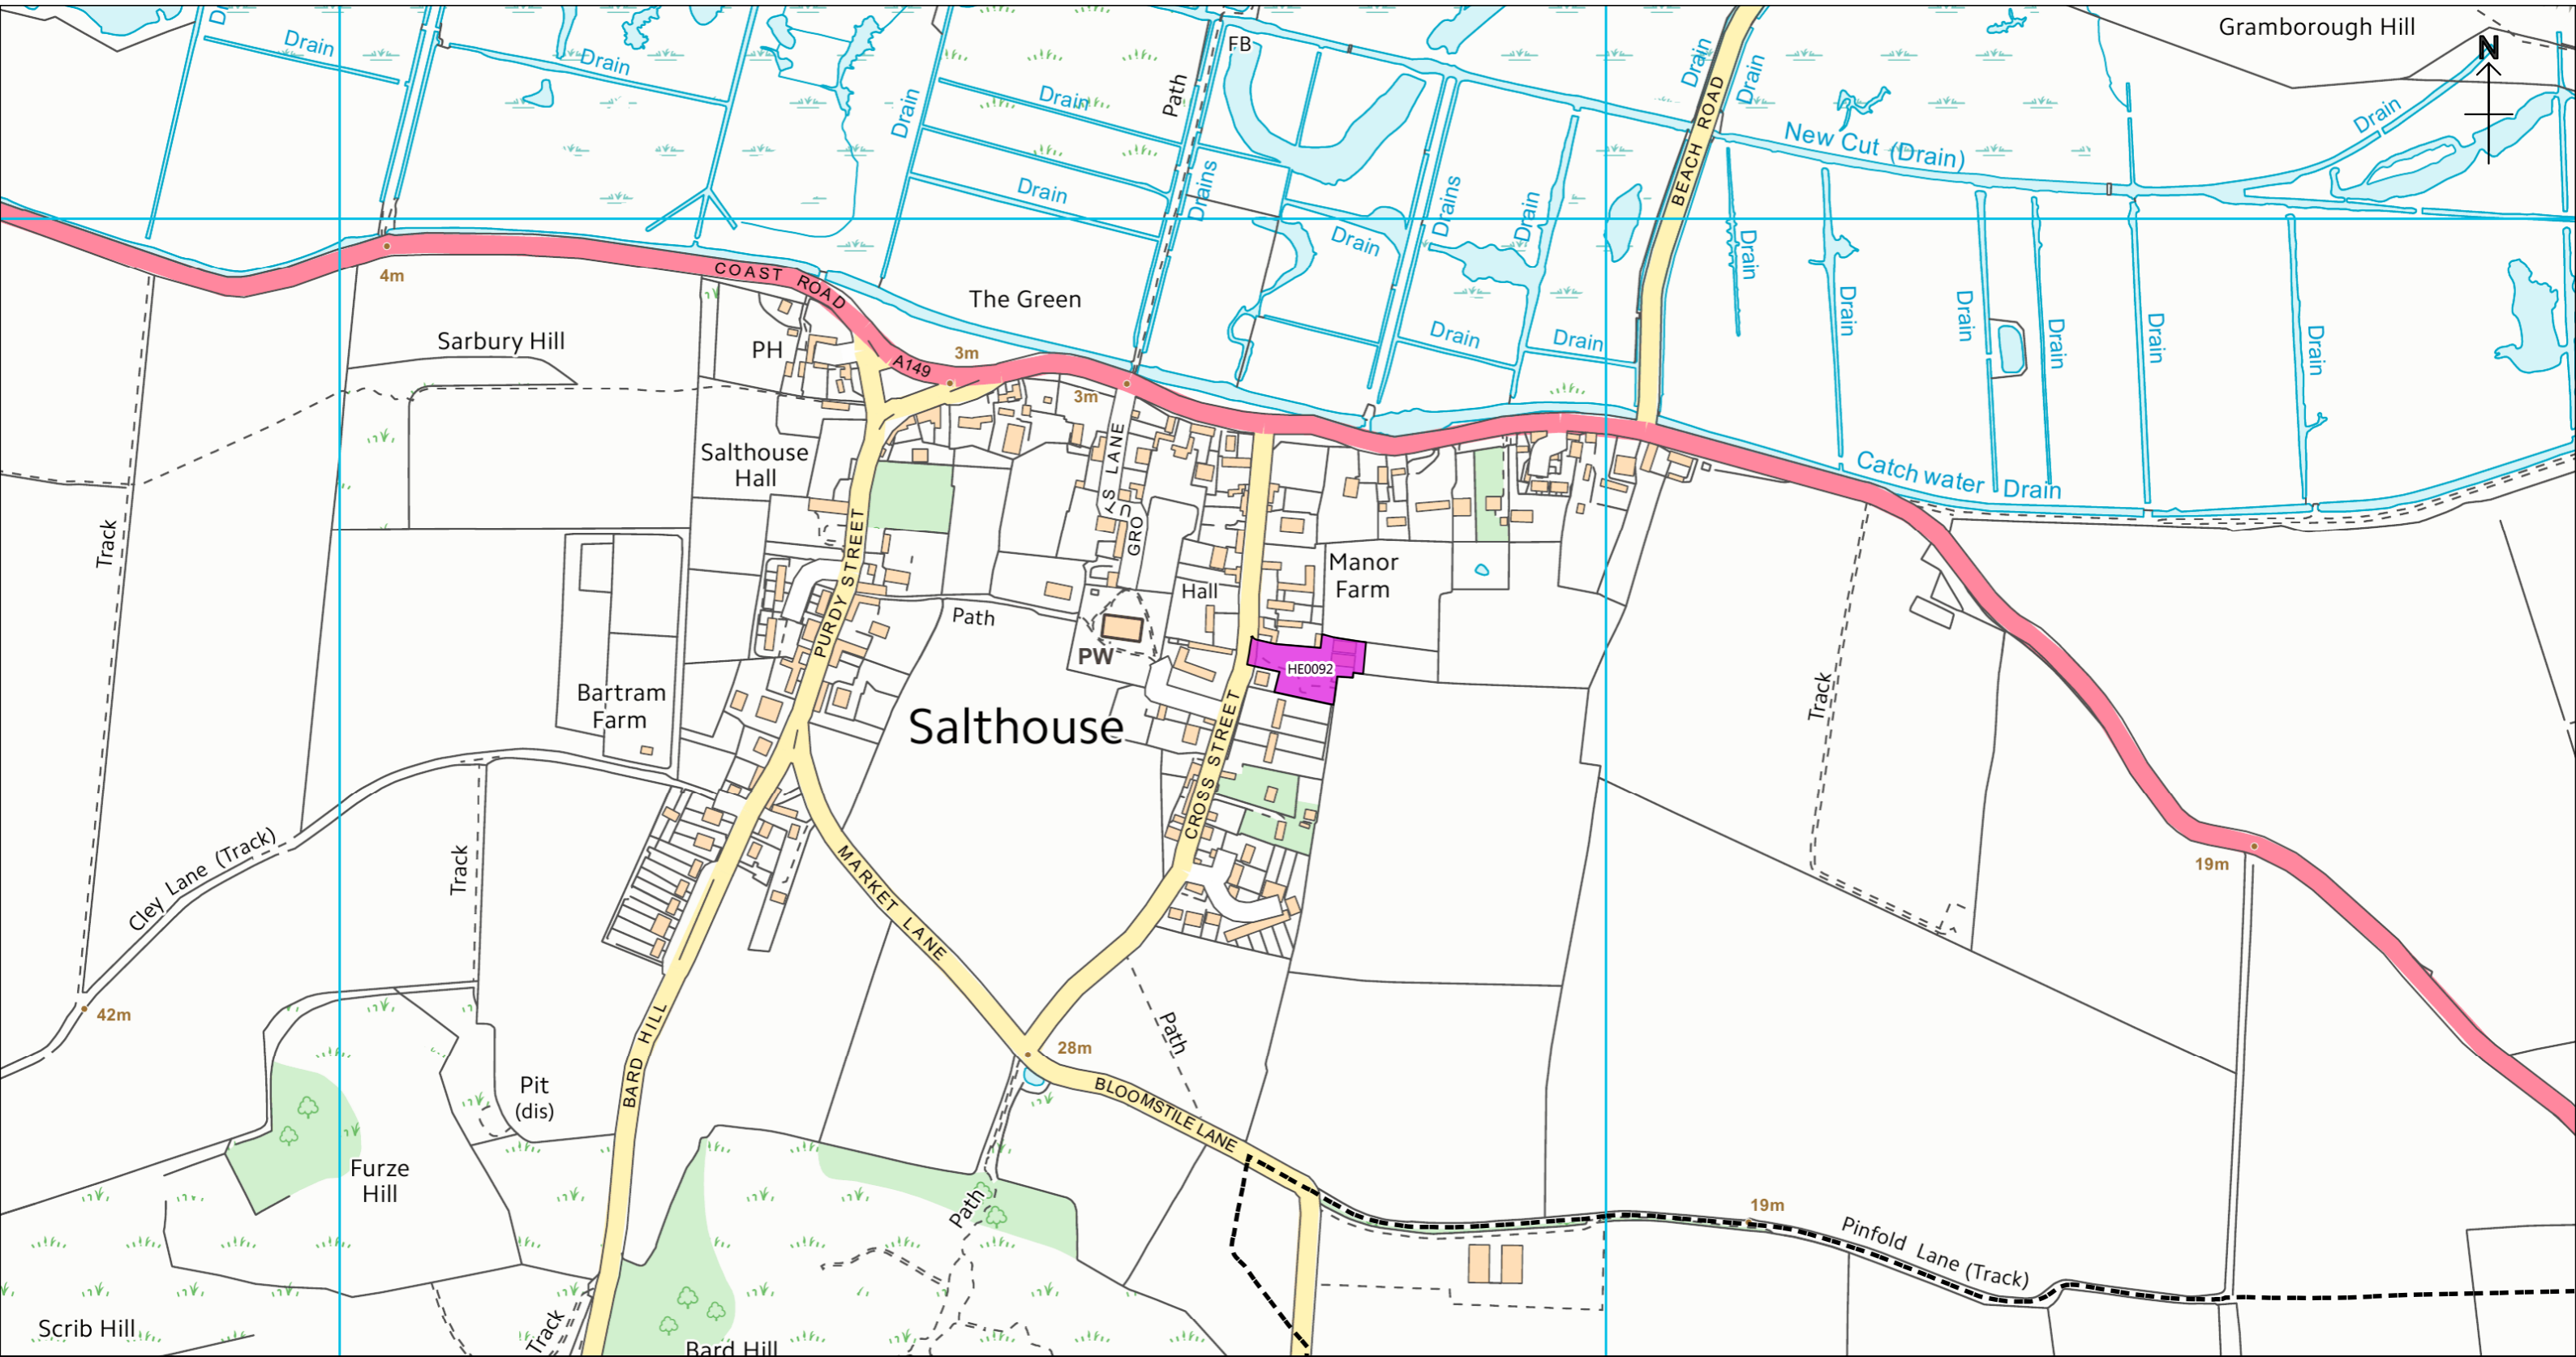 Drain
Drain
Drain
Drain
Drain
Path
FB
Drains
Drain
Drain
Drains
Drain
Drain
Drain
Drain
BEACH ROAD
Drain
New Cut (Drain)
Gramborough Hill
N
Drain
Drain
Drain
Drain
Drain
Drain
Drain
Catch water Drain
4m
COAST ROAD
The Green
Sarbury Hill
PH
A149
3m
3m
Salthouse
Hall
Track
PURDY STREET
Path
Hall
PW
Manor
Farm
HE0092
Bartram
Farm
Salthouse
CROSS STREET
Track
19m
Cley Lane (Track)
Track
MARKET LANE
42m
BARD HILL
Pit
(dis)
28m
Path
BLOOMSTILE LANE
Furze
Hill
Path
19m
Pinfold Lane (Track)
Scrib Hill
Track
Bard Hill